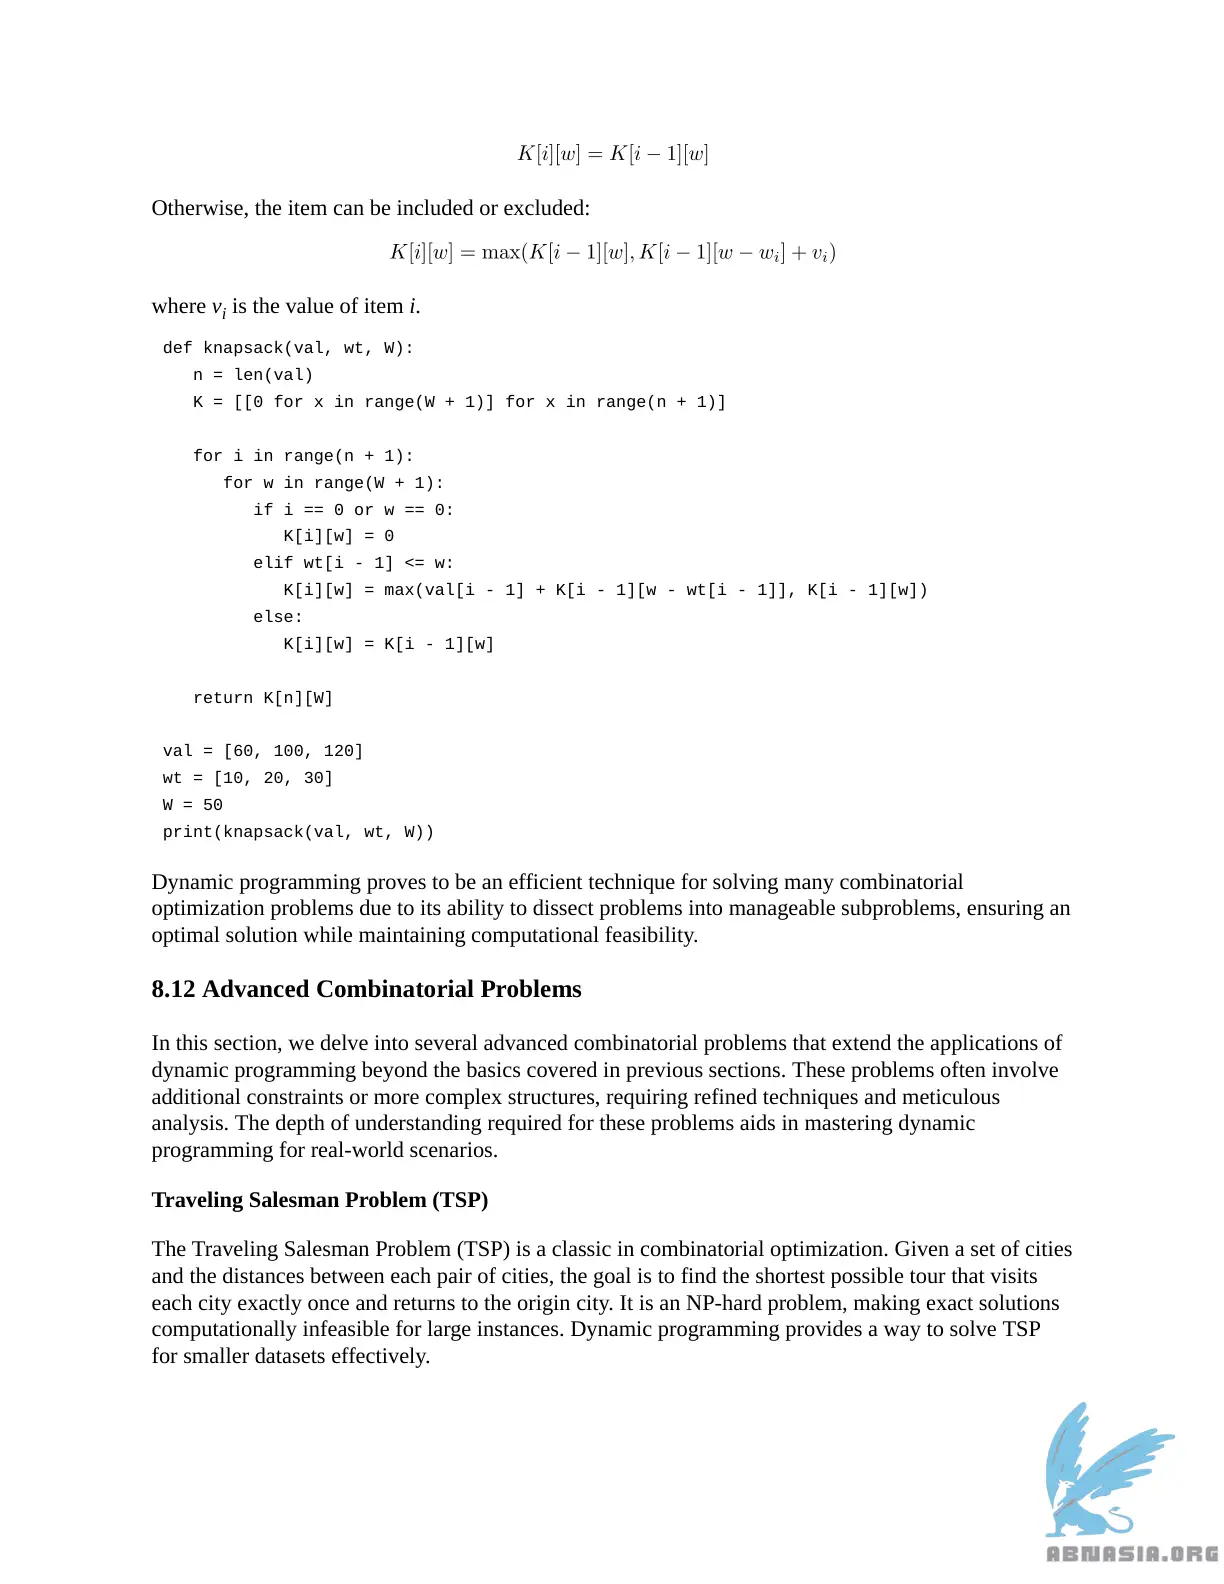 K[i][w] = K[i − 1][w]
Otherwise, the item can be included or excluded:
K[i][w] = max(K[i − 1][w], K[i − 1][w − wᵢ] + vᵢ)
where vᵢ is the value of item i.
def knapsack(val, wt, W):
   n = len(val)
   K = [[0 for x in range(W + 1)] for x in range(n + 1)]
   for i in range(n + 1):
      for w in range(W + 1):
         if i == 0 or w == 0:
            K[i][w] = 0
         elif wt[i - 1] <= w:
            K[i][w] = max(val[i - 1] + K[i - 1][w - wt[i - 1]], K[i - 1][w])
         else:
            K[i][w] = K[i - 1][w]
   return K[n][W]
val = [60, 100, 120]
wt = [10, 20, 30]
W = 50
print(knapsack(val, wt, W))
Dynamic programming proves to be an efficient technique for solving many combinatorial
optimization problems due to its ability to dissect problems into manageable subproblems, ensuring an
optimal solution while maintaining computational feasibility.
8.12 Advanced Combinatorial Problems
In this section, we delve into several advanced combinatorial problems that extend the applications of
dynamic programming beyond the basics covered in previous sections. These problems often involve
additional constraints or more complex structures, requiring refined techniques and meticulous
analysis. The depth of understanding required for these problems aids in mastering dynamic
programming for real-world scenarios.
Traveling Salesman Problem (TSP)
The Traveling Salesman Problem (TSP) is a classic in combinatorial optimization. Given a set of cities
and the distances between each pair of cities, the goal is to find the shortest possible tour that visits
each city exactly once and returns to the origin city. It is an NP-hard problem, making exact solutions
computationally infeasible for large instances. Dynamic programming provides a way to solve TSP
for smaller datasets effectively.
ABNASIA.ORG